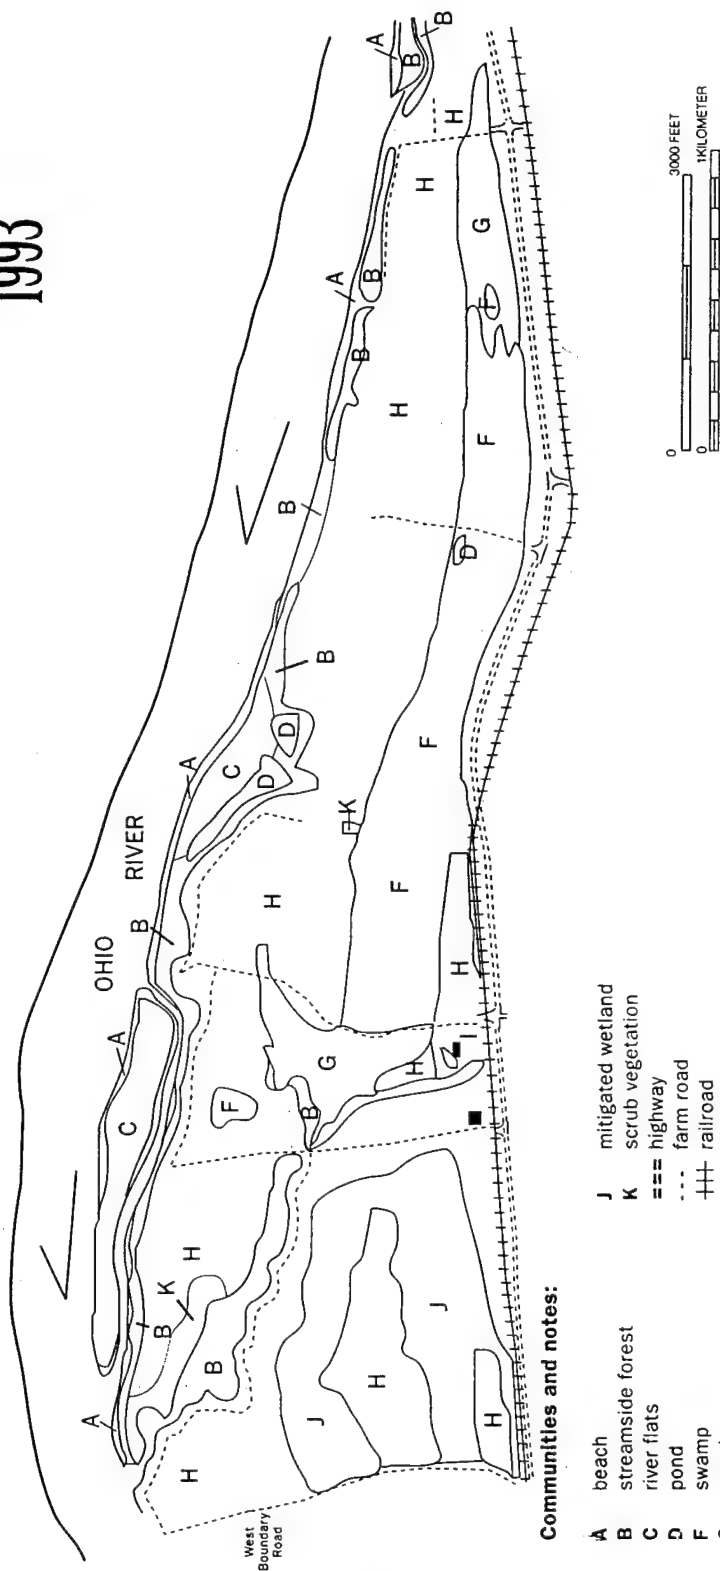 1993
A
OHIO
A
C
RIVER
B
B
K
A
H
H
B
F
C
West
Boundary
Road
D
H
D
B
B
J
B
G
A
K
B
B
H
A
F
H
B
H
H
F
J
B
H
H
D
I
G
F
F
H
Communities and notes:
A beach
B streamside forest
C river flats
D pond
F swamp
J mitigated wetland
K scrub vegetation
highway
farm road
railroad
0 3000 FEET
0 1KILOMETER